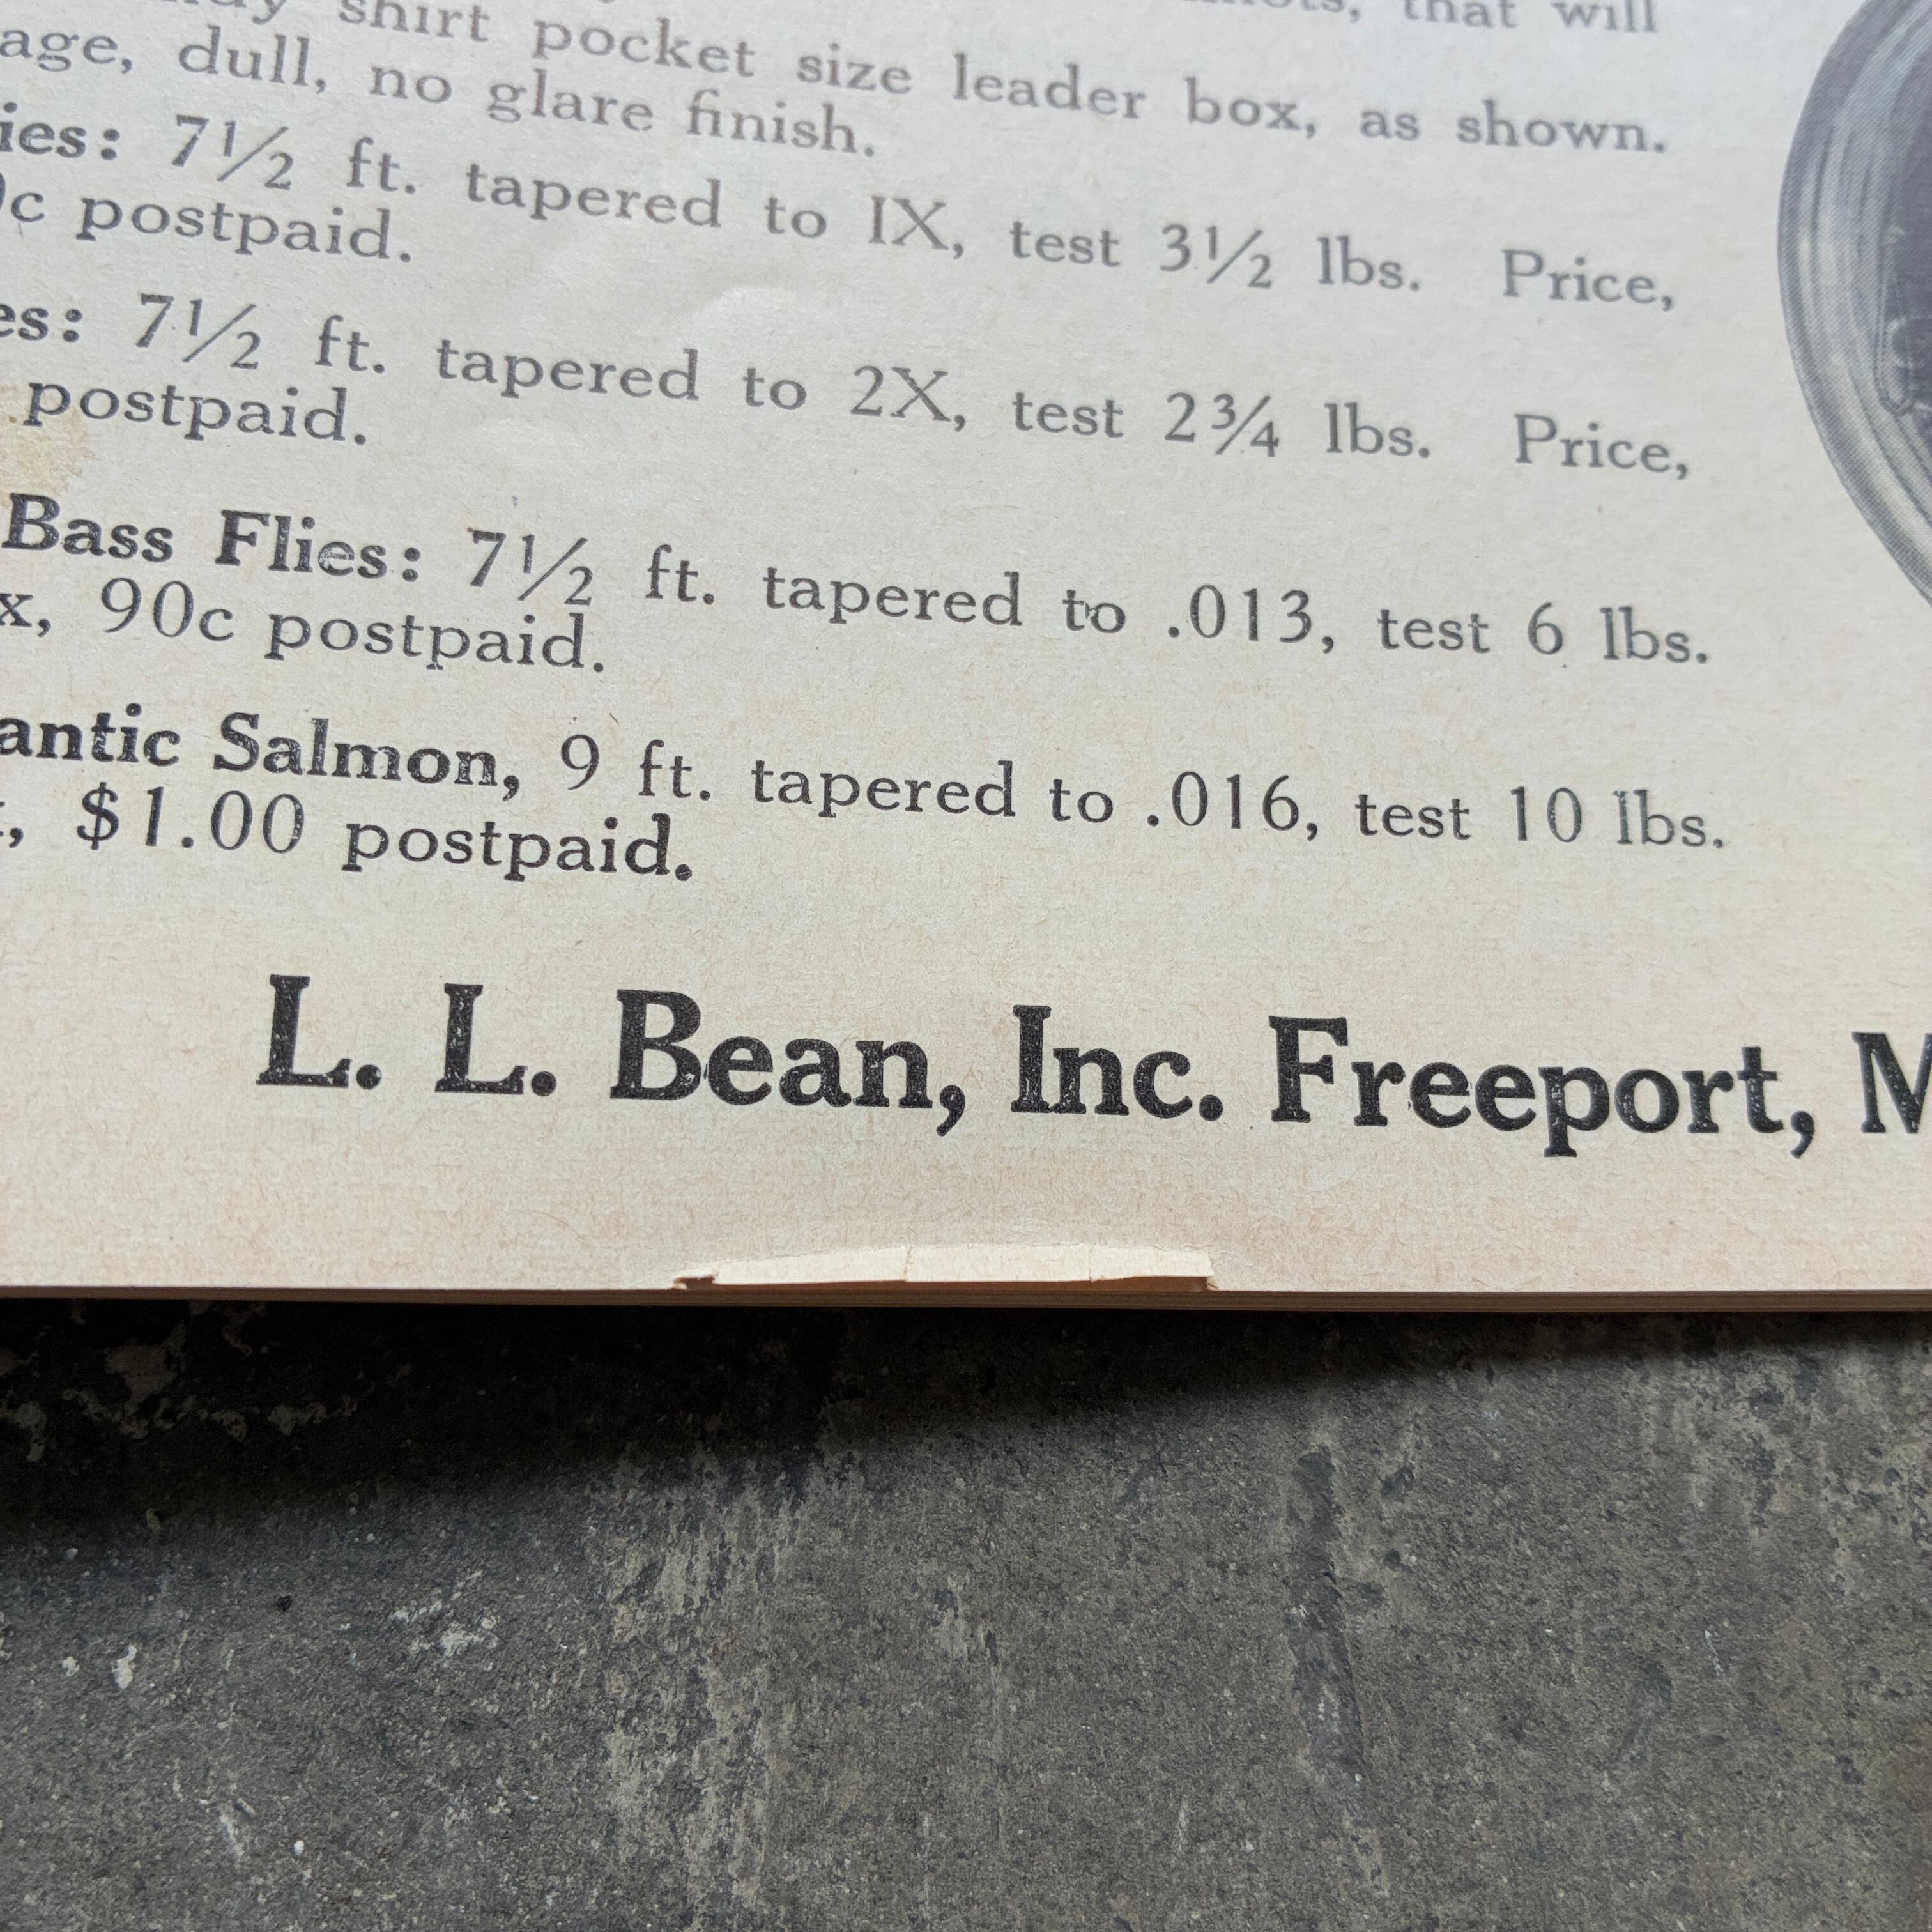 shirt pocket size leader box, as shown.
age, dull, no glare finish.
ies: 7½ ft. tapered to IX, test 3½ lbs. Price,
c postpaid.
es: 7½ ft. tapered to 2X, test 2¾ lbs. Price,
postpaid.
Bass Flies: 7½ ft. tapered to .013, test 6 lbs.
x, 90c postpaid.
antic Salmon, 9 ft. tapered to .016, test 10 lbs.
, $1.00 postpaid.
L. L. Bean, Inc. Freeport, M